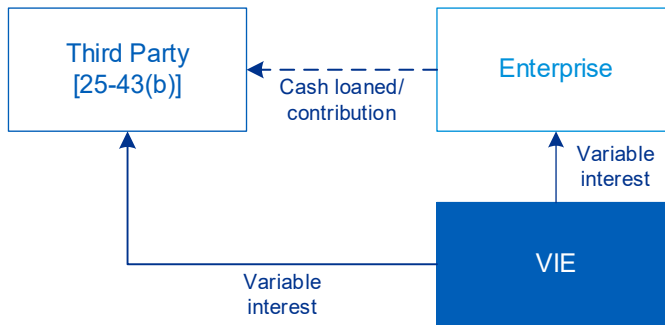 Third Party
[25-43(b)]
Cash loaned/
contribution
Enterprise
Variable
interest
VIE
Variable
interest